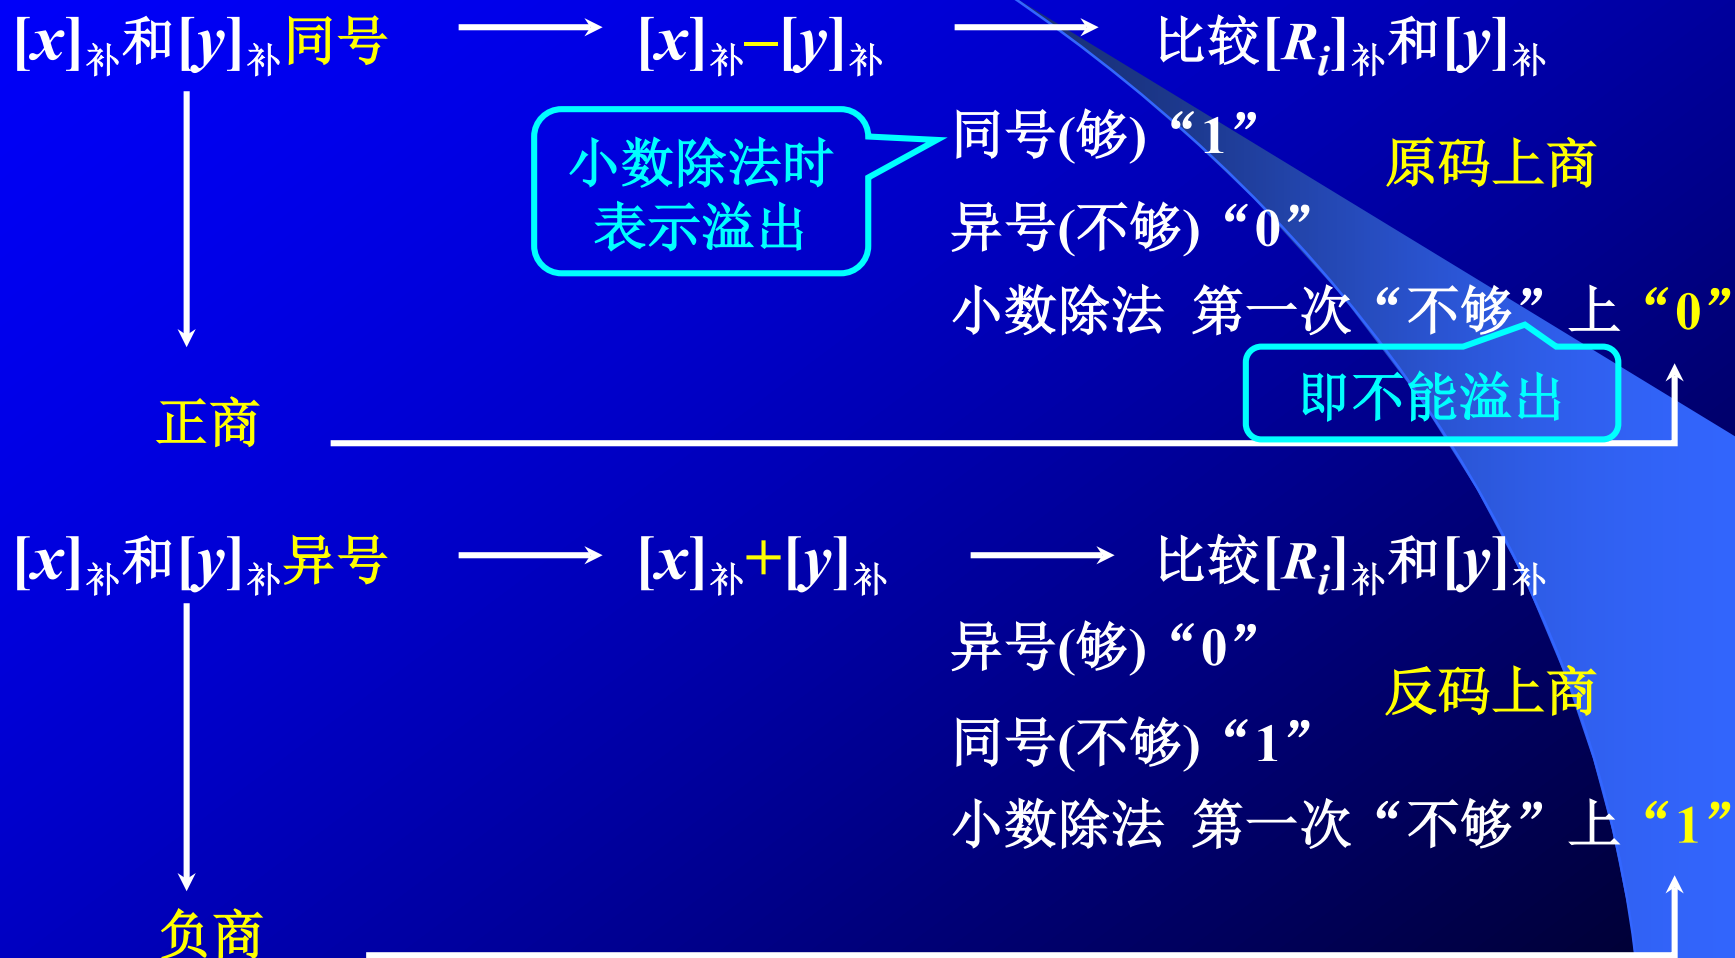 [x]补和[y]补同号 [x]补–[y]补 比较[Ri]补和[y]补
同号(够)“1”
小数除法时
表示溢出
原码上商
异号(不够)“0”
小数除法 第一次“不够”上“0”
即不能溢出
正商
[x]补和[y]补异号 [x]补+[y]补 比较[Ri]补和[y]补
异号(够)“0”
反码上商
同号(不够)“1”
小数除法 第一次“不够”上“1”
负商